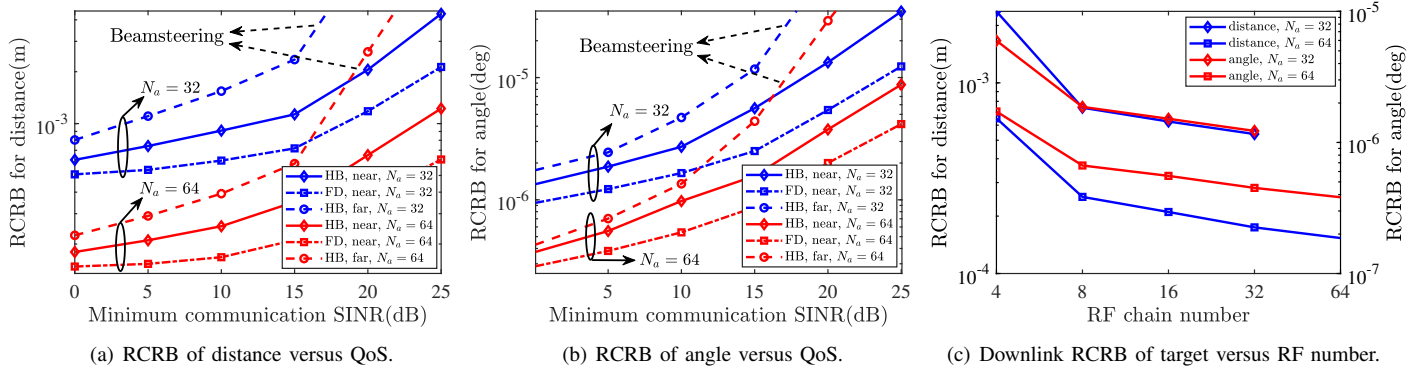 RCRB for distance(m)
10^{-3}
Beamsteering
N_a = 32
N_a = 64
HB, near, N_a = 32
FD, near, N_a = 32
HB, far, N_a = 32
HB, near, N_a = 64
FD, near, N_a = 64
HB, far, N_a = 64
0 5 10 15 20 25
Minimum communication SINR(dB)
(a) RCRB of distance versus QoS.
RCRB for angle(deg)
10^{-5}
10^{-6}
Beamsteering
N_a = 32
N_a = 64
HB, near, N_a = 32
FD, near, N_a = 32
HB, far, N_a = 32
HB, near, N_a = 64
FD, near, N_a = 64
HB, far, N_a = 64
5 10 15 20 25
Minimum communication SINR(dB)
(b) RCRB of angle versus QoS.
RCRB for distance(m)
10^{-3}
10^{-4}
distance, N_a = 32
distance, N_a = 64
angle, N_a = 32
angle, N_a = 64
10^{-5}
10^{-6}
10^{-7}
RCRB for angle(deg)
4 8 16 32 64
RF chain number
(c) Downlink RCRB of target versus RF number.